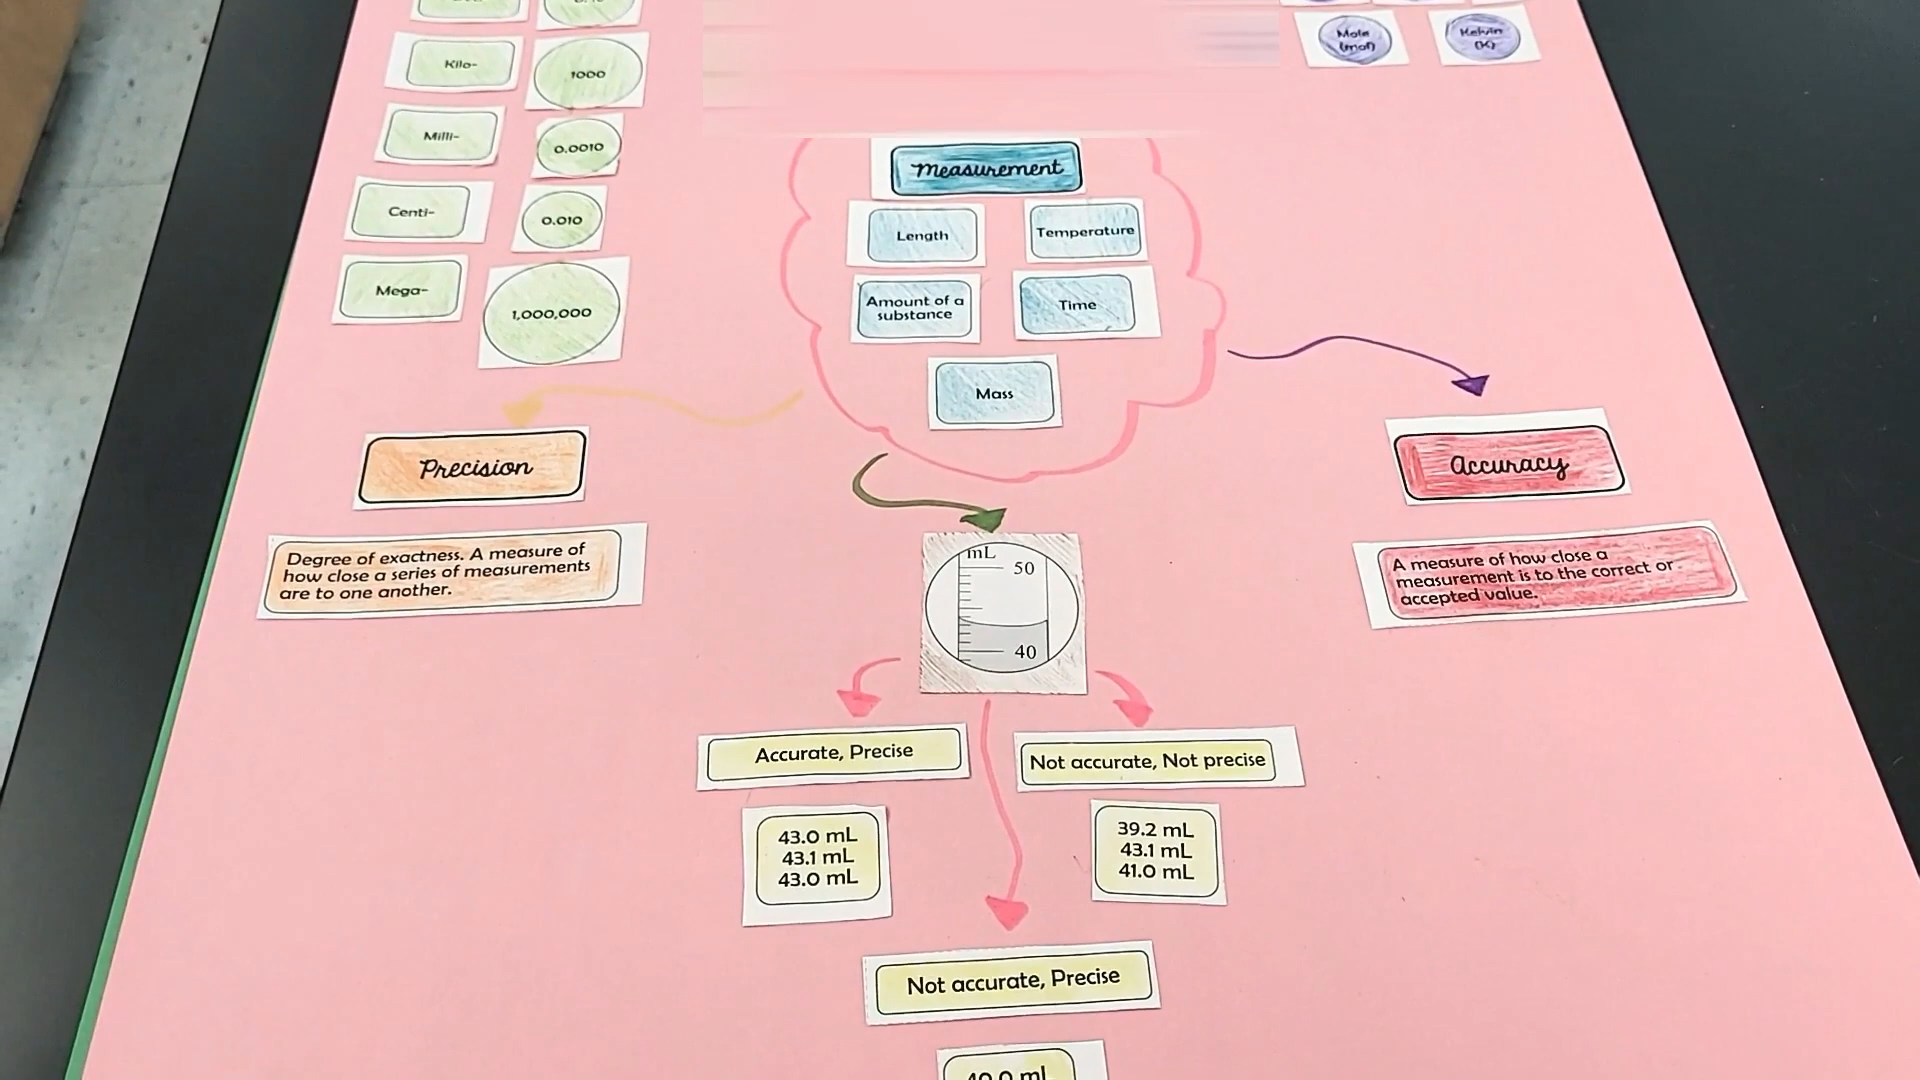 Kilo-
1000
Milli-
0.0010
Centi-
0.010
Mega-
1,000,000
Mole
(mol)
Kelvin
(K)
Measurement
Length
Temperature
Amount of a
substance
Time
Mass
Precision
Degree of exactness. A measure of
how close a series of measurements
are to one another.
Accuracy
A measure of how close a
measurement is to the correct or
accepted value.
mL
50
40
Accurate, Precise
43.0 mL
43.1 mL
43.0 mL
Not accurate, Not precise
39.2 mL
43.1 mL
41.0 mL
Not accurate, Precise
mL